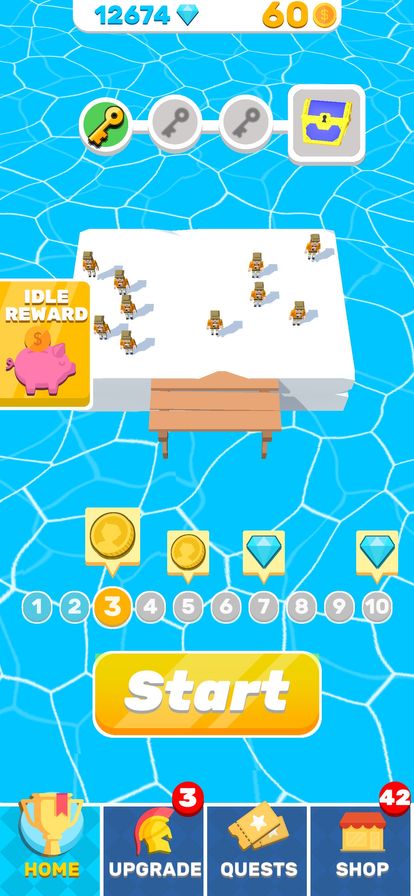 12674 60
IDLE
REWARD
1 2 3 4 5 6 7 8 9 10
Start
3 42
HOME UPGRADE QUESTS SHOP